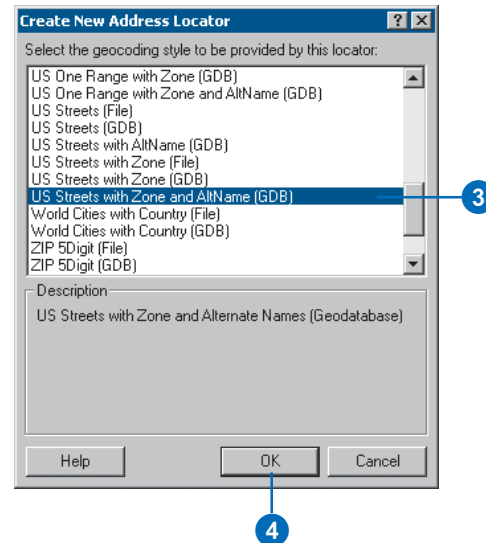 Create New Address Locator
Select the geocoding style to be provided by this locator:
US One Range with Zone (GDB)
US One Range with Zone and AltName (GDB)
US Streets (File)
US Streets (GDB)
US Streets with AltName (GDB)
US Streets with Zone (File)
US Streets with Zone (GDB)
US Streets with Zone and AltName (GDB)
3
World Cities with Country (File)
World Cities with Country (GDB)
ZIP 5Digit (File)
ZIP 5Digit (GDB)
Description
US Streets with Zone and Alternate Names (Geodatabase)
Help
OK
Cancel
4